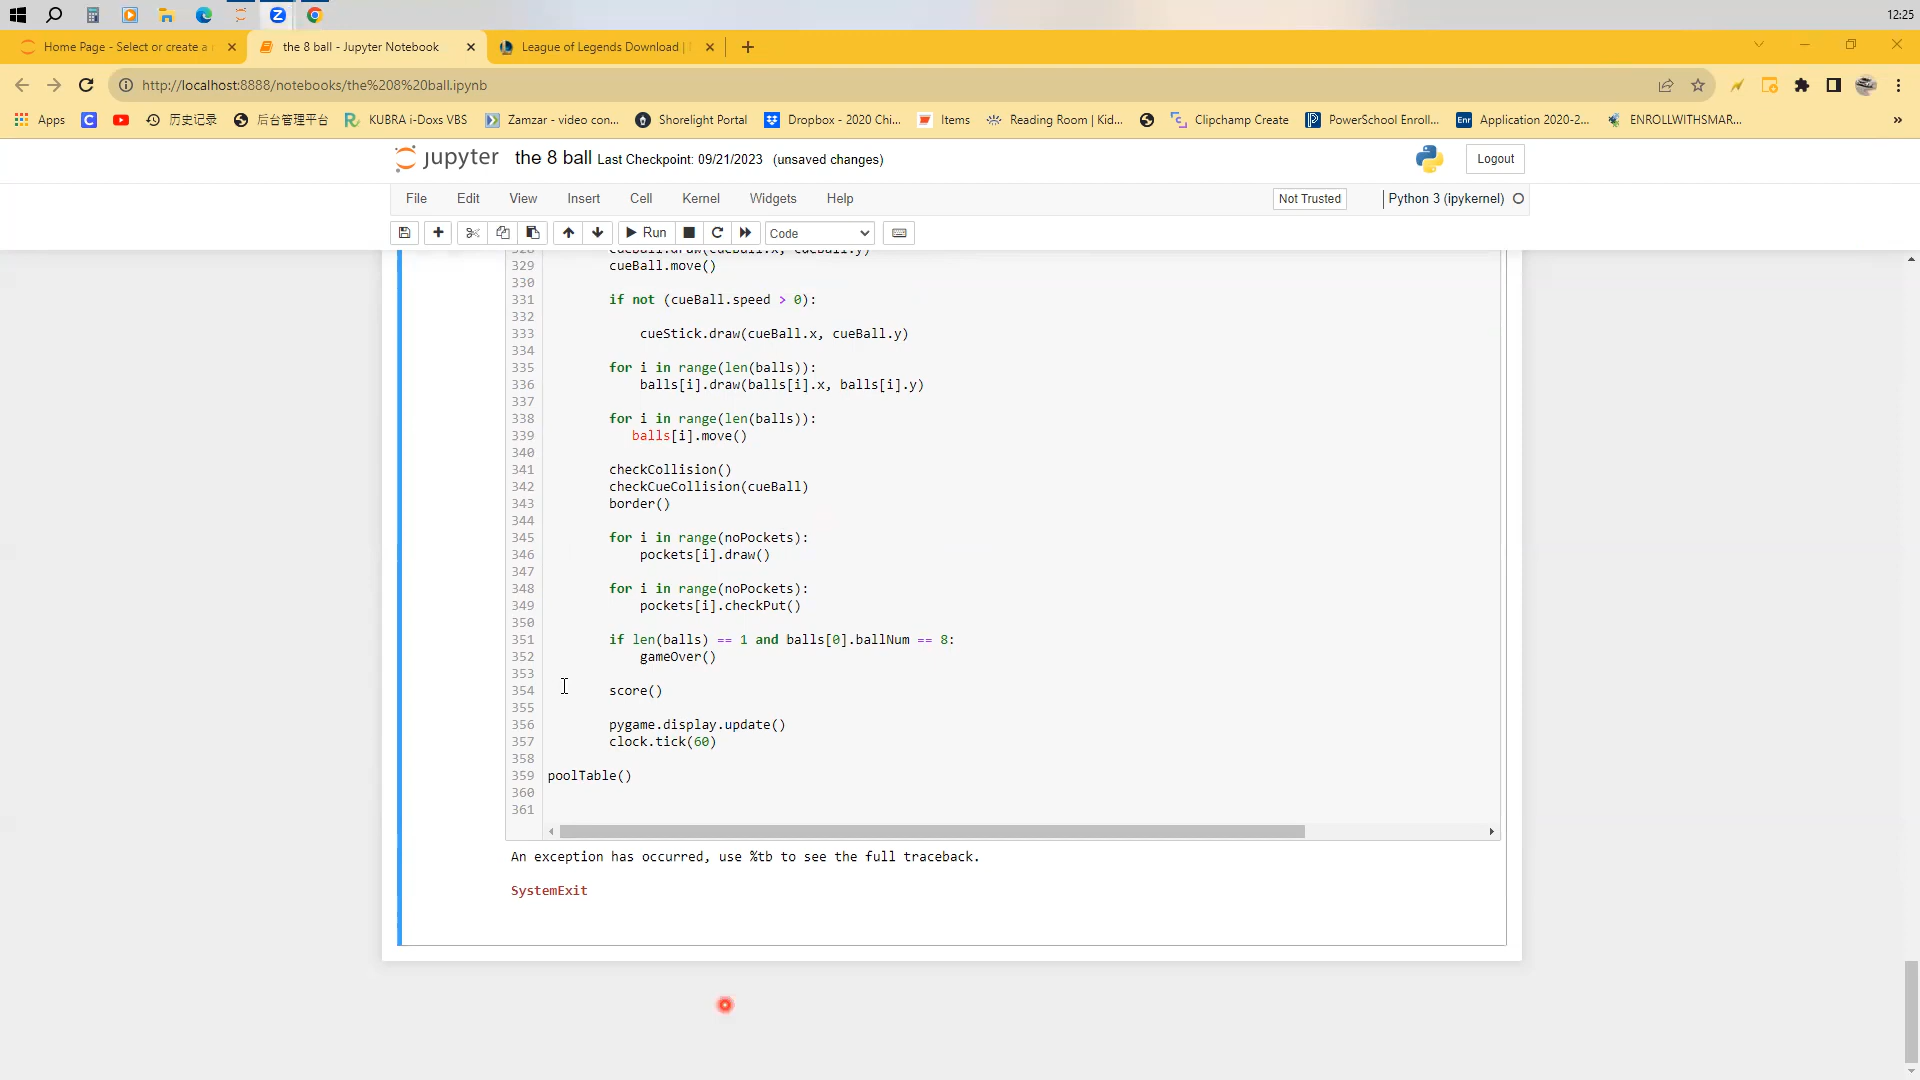 12:25
Home Page - Select or create a
the 8 ball - Jupyter Notebook
League of Legends Download |
http://localhost:8888/notebooks/the%208%20ball.ipynb
Apps
历史记录
后台管理平台
KUBRA i-Doxs VBS
Zamzar - video con...
Shorelight Portal
Dropbox - 2020 Chi...
Items
Reading Room | Kid...
Clipchamp Create
PowerSchool Enroll...
Application 2020-2...
ENROLLWITHSMAR...
»
jupyter the 8 ball Last Checkpoint: 09/21/2023 (unsaved changes)
Logout
File Edit View Insert Cell Kernel Widgets Help
Not Trusted
Python 3 (ipykernel)
Run
Code
328 cueBall.draw(cueBall.x, cueBall.y)
329 cueBall.move()
330
331 if not (cueBall.speed > 0):
332
333 cueStick.draw(cueBall.x, cueBall.y)
334
335 for i in range(len(balls)):
336 balls[i].draw(balls[i].x, balls[i].y)
337
338 for i in range(len(balls)):
339 balls[i].move()
340
341 checkCollision()
342 checkCueCollision(cueBall)
343 border()
344
345 for i in range(noPockets):
346 pockets[i].draw()
347
348 for i in range(noPockets):
349 pockets[i].checkPut()
350
351 if len(balls) == 1 and balls[0].ballNum == 8:
352 gameOver()
353
354 score()
355
356 pygame.display.update()
357 clock.tick(60)
358
359 poolTable()
360
361
An exception has occurred, use %tb to see the full traceback.
SystemExit